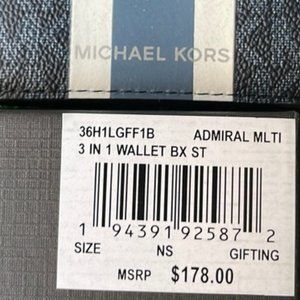 MICHAEL KORS
36H1LGFF1B ADMIRAL MLTI
3 IN 1 WALLET BX ST
1 94391 92587 2
SIZE NS GIFTING
MSRP $178.00